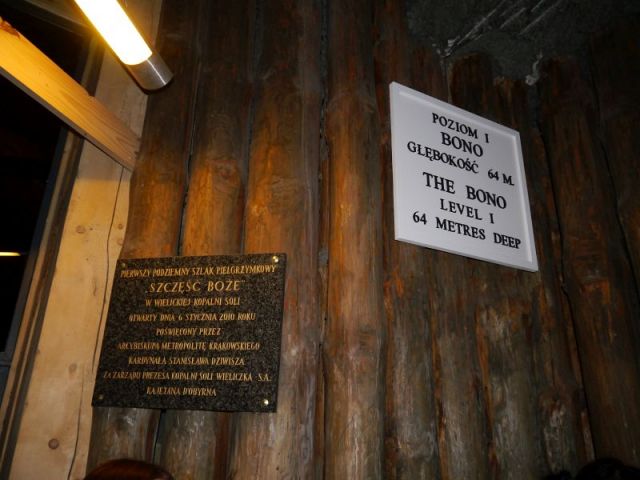 POZIOM I
BONO
GŁĘBOKOŚĆ 64 M.
THE BONO
LEVEL I
64 METRES DEEP
PIERWSZY PODZIEMNY SZLAK PIELGRZYMKOWY
"SZCZĘŚĆ BOŻE"
W WIELICKIEJ KOPALNI SOLI
OTWARTY DNIA 6 STYCZNIA 2010 ROKU
POŚWIĘCONY PRZEZ
ARCYBISKUPA METROPOLITĘ KRAKOWSKIEGO
KARDYNAŁA STANISŁAWA DZIWISZA
ZA ZARZĄDU PREZESA KOPALNI SOLI WIELICZKA S.A.
KAJETANA D'OBYRNA